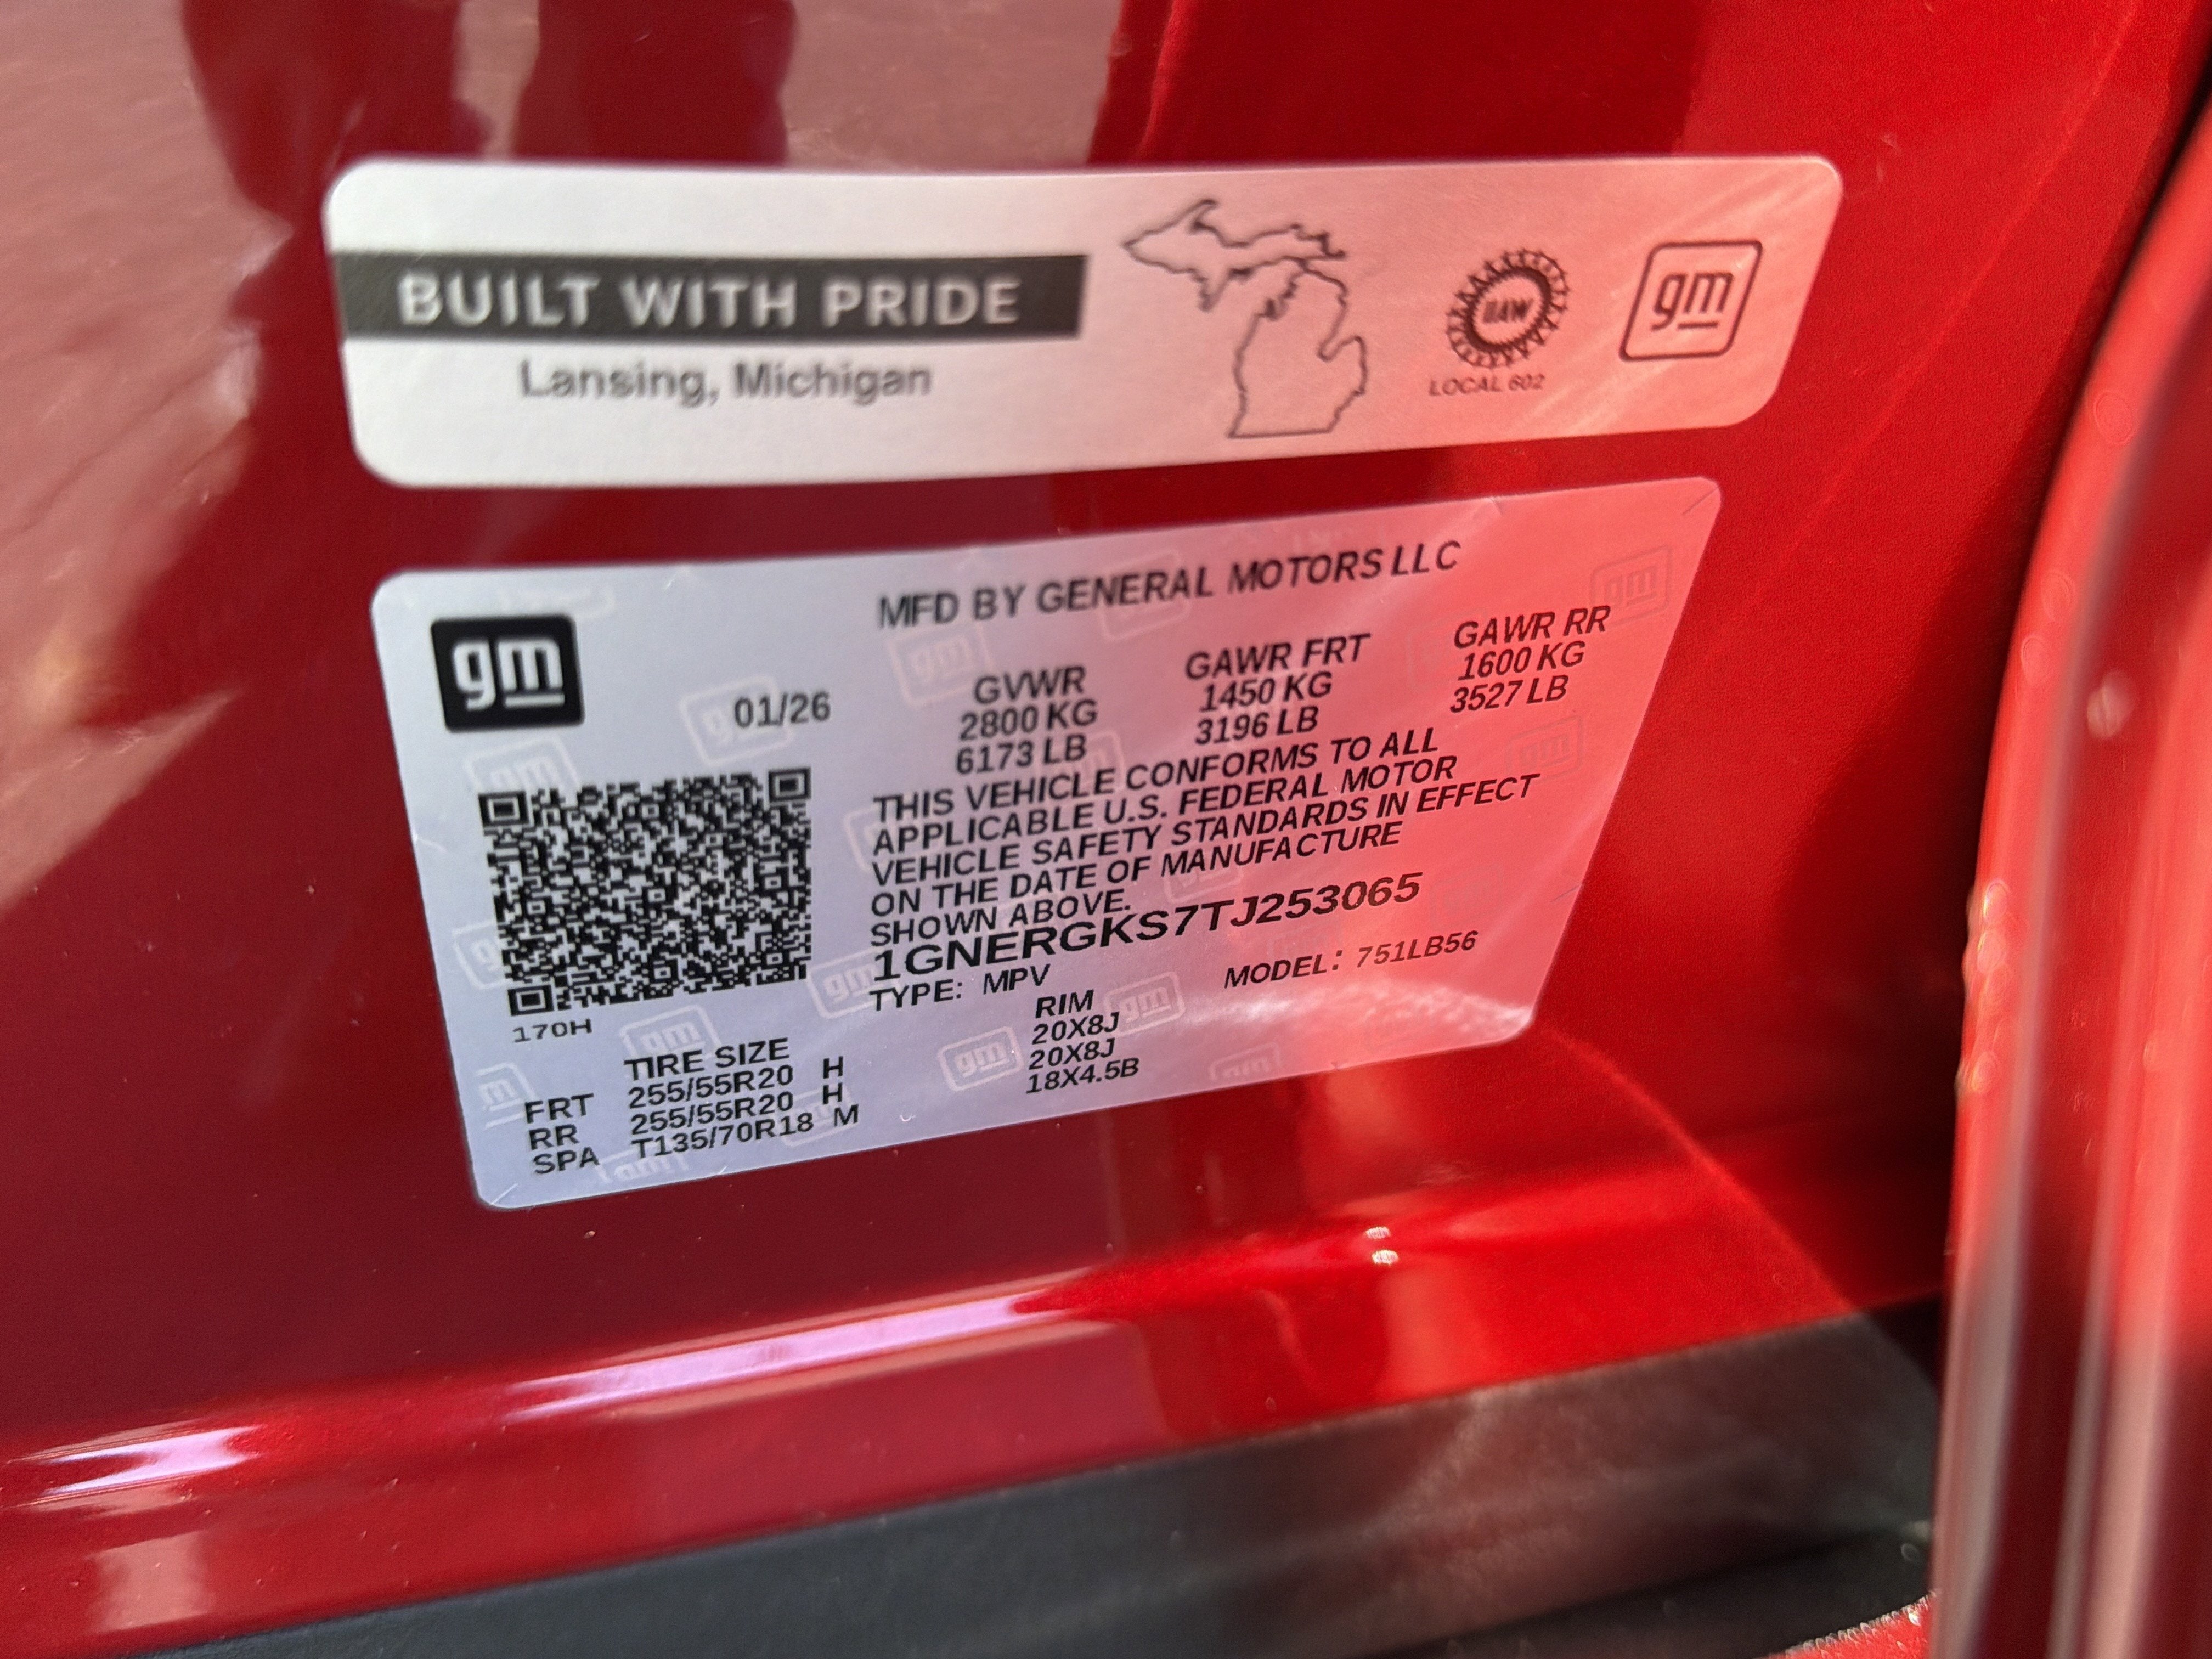 BUILT WITH PRIDE
Lansing, Michigan
UAW
LOCAL 602
gm
MFD BY GENERAL MOTORS LLC
gm
01/26
GVWR GAWR FRT GAWR RR
2800 KG 1450 KG 1600 KG
6173 LB 3196 LB 3527 LB
THIS VEHICLE CONFORMS TO ALL
APPLICABLE U.S. FEDERAL MOTOR
VEHICLE SAFETY STANDARDS IN EFFECT
ON THE DATE OF MANUFACTURE
SHOWN ABOVE.
1GNERGKS7TJ253065
TYPE: MPV MODEL: 751LB56
170H
TIRE SIZE RIM
FRT 255/55R20 H 20X8J
RR 255/55R20 H 20X8J
SPA T135/70R18 M 18X4.5B